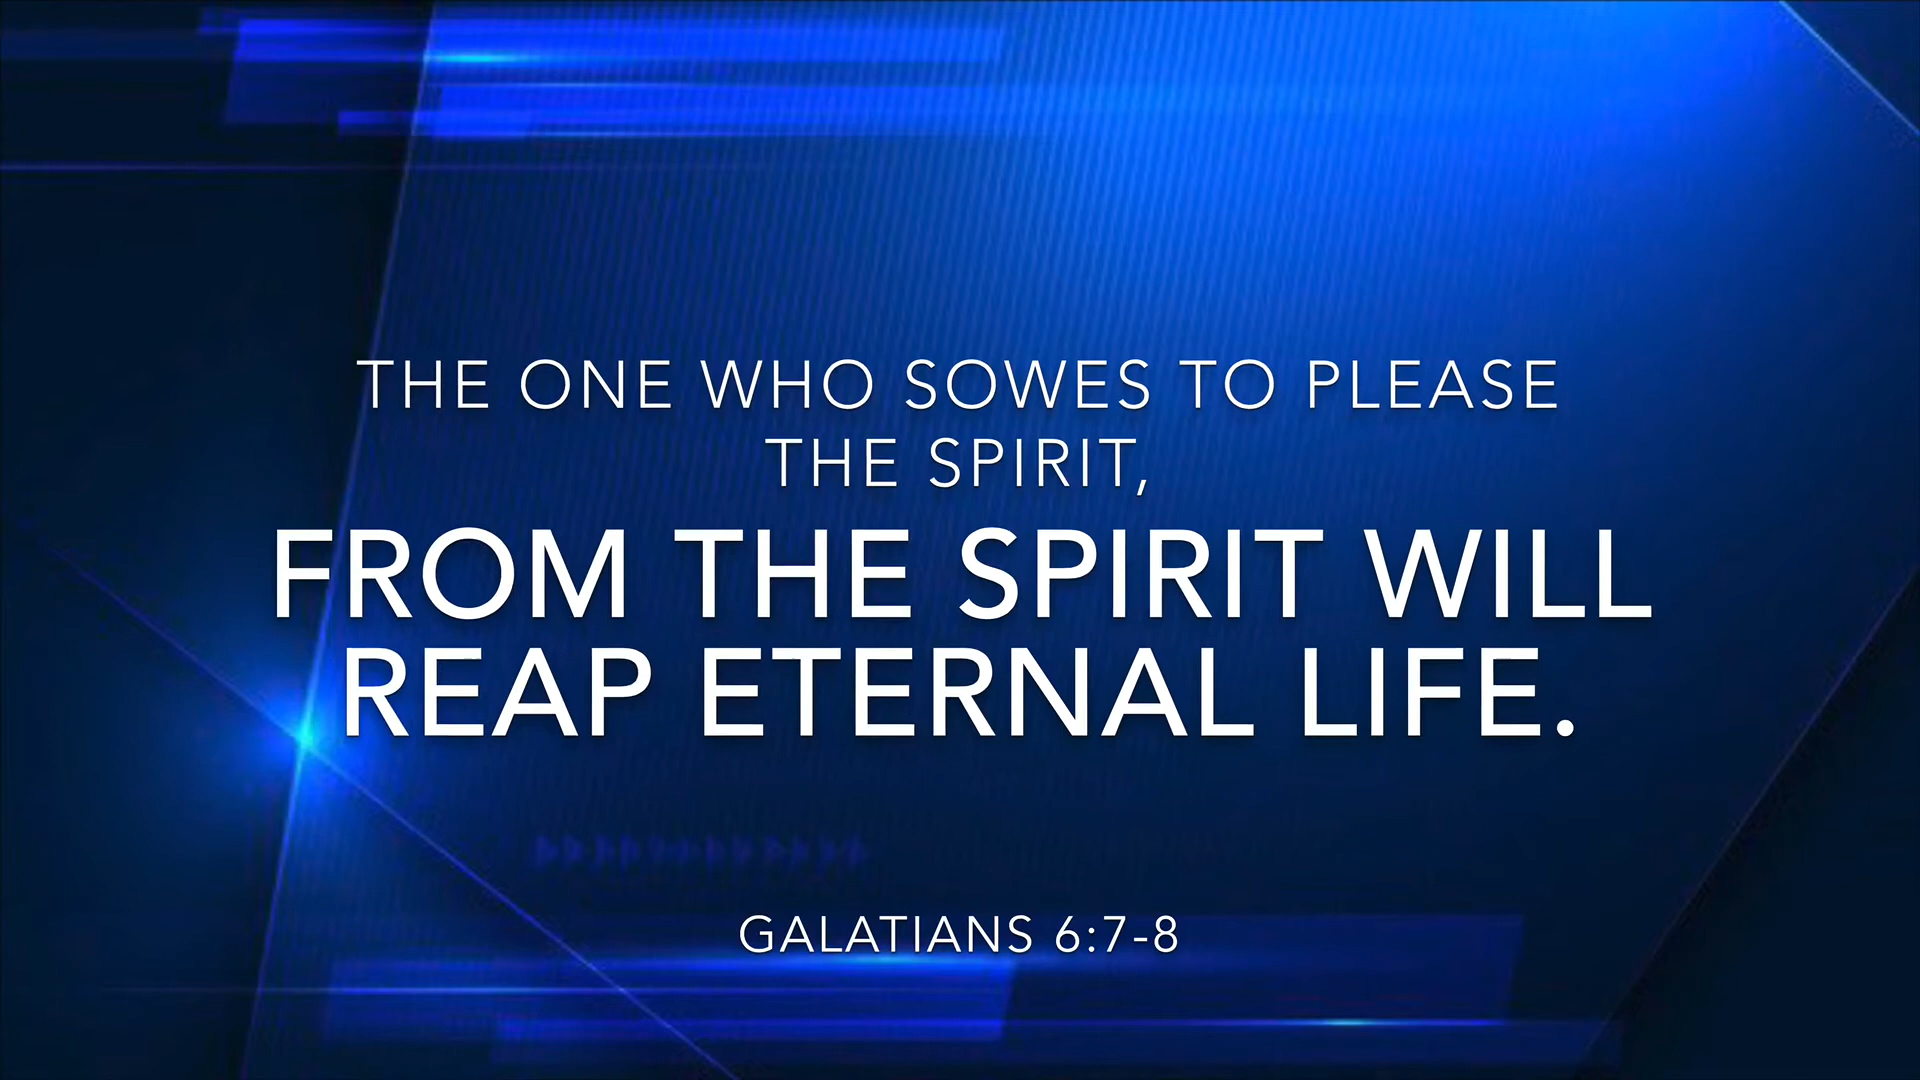 THE ONE WHO SOWES TO PLEASE
THE SPIRIT,
FROM THE SPIRIT WILL
REAP ETERNAL LIFE.
GALATIANS 6:7-8